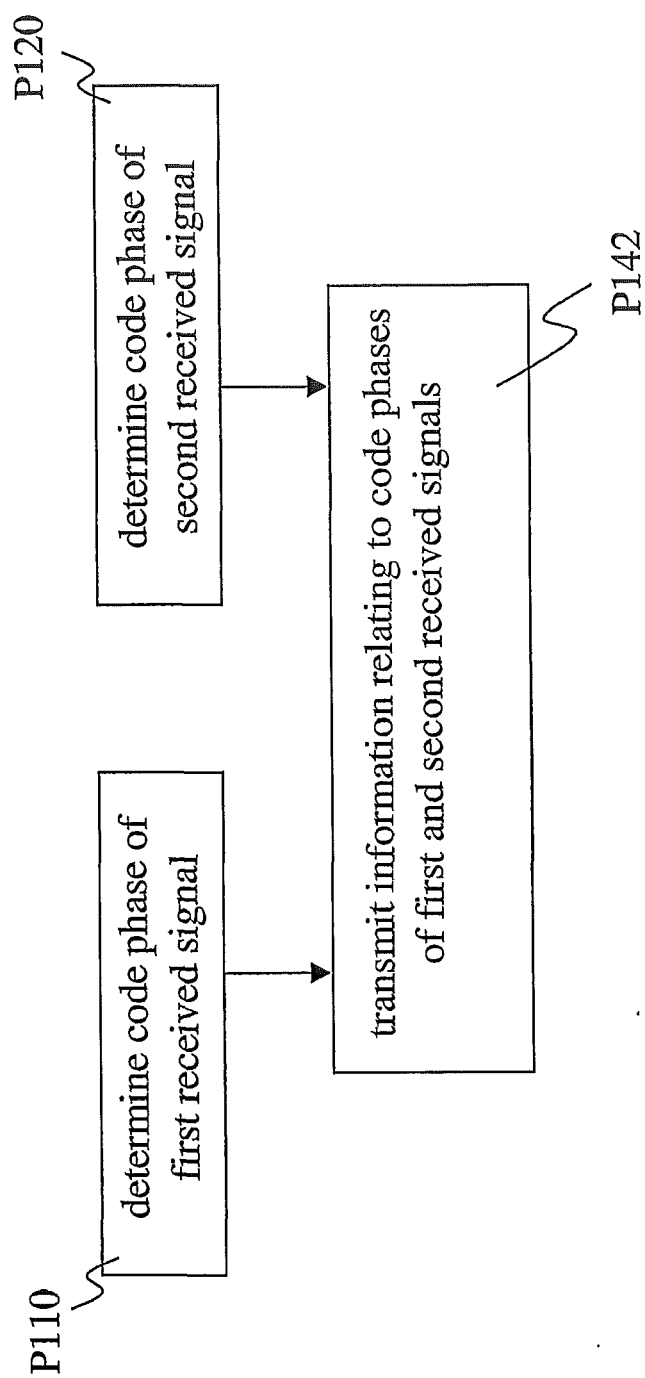 P110
determine code phase of
first received signal
P120
determine code phase of
second received signal
transmit information relating to code phases
of first and second received signals
P142